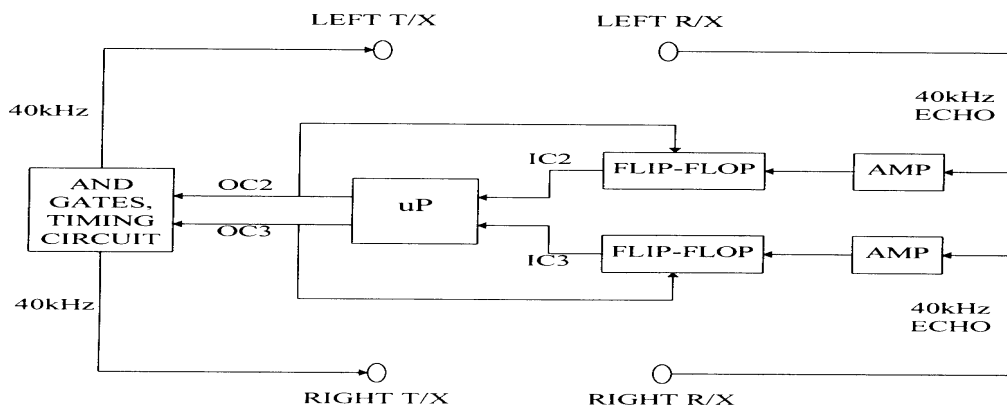 LEFT T/X
LEFT R/X
40kHz
40kHz
ECHO
IC2
FLIP-FLOP
AMP
AND
GATES,
TIMING
CIRCUIT
OC2
uP
OC3
IC3
FLIP-FLOP
AMP
40kHz
40kHz
ECHO
RIGHT T/X
RIGHT R/X